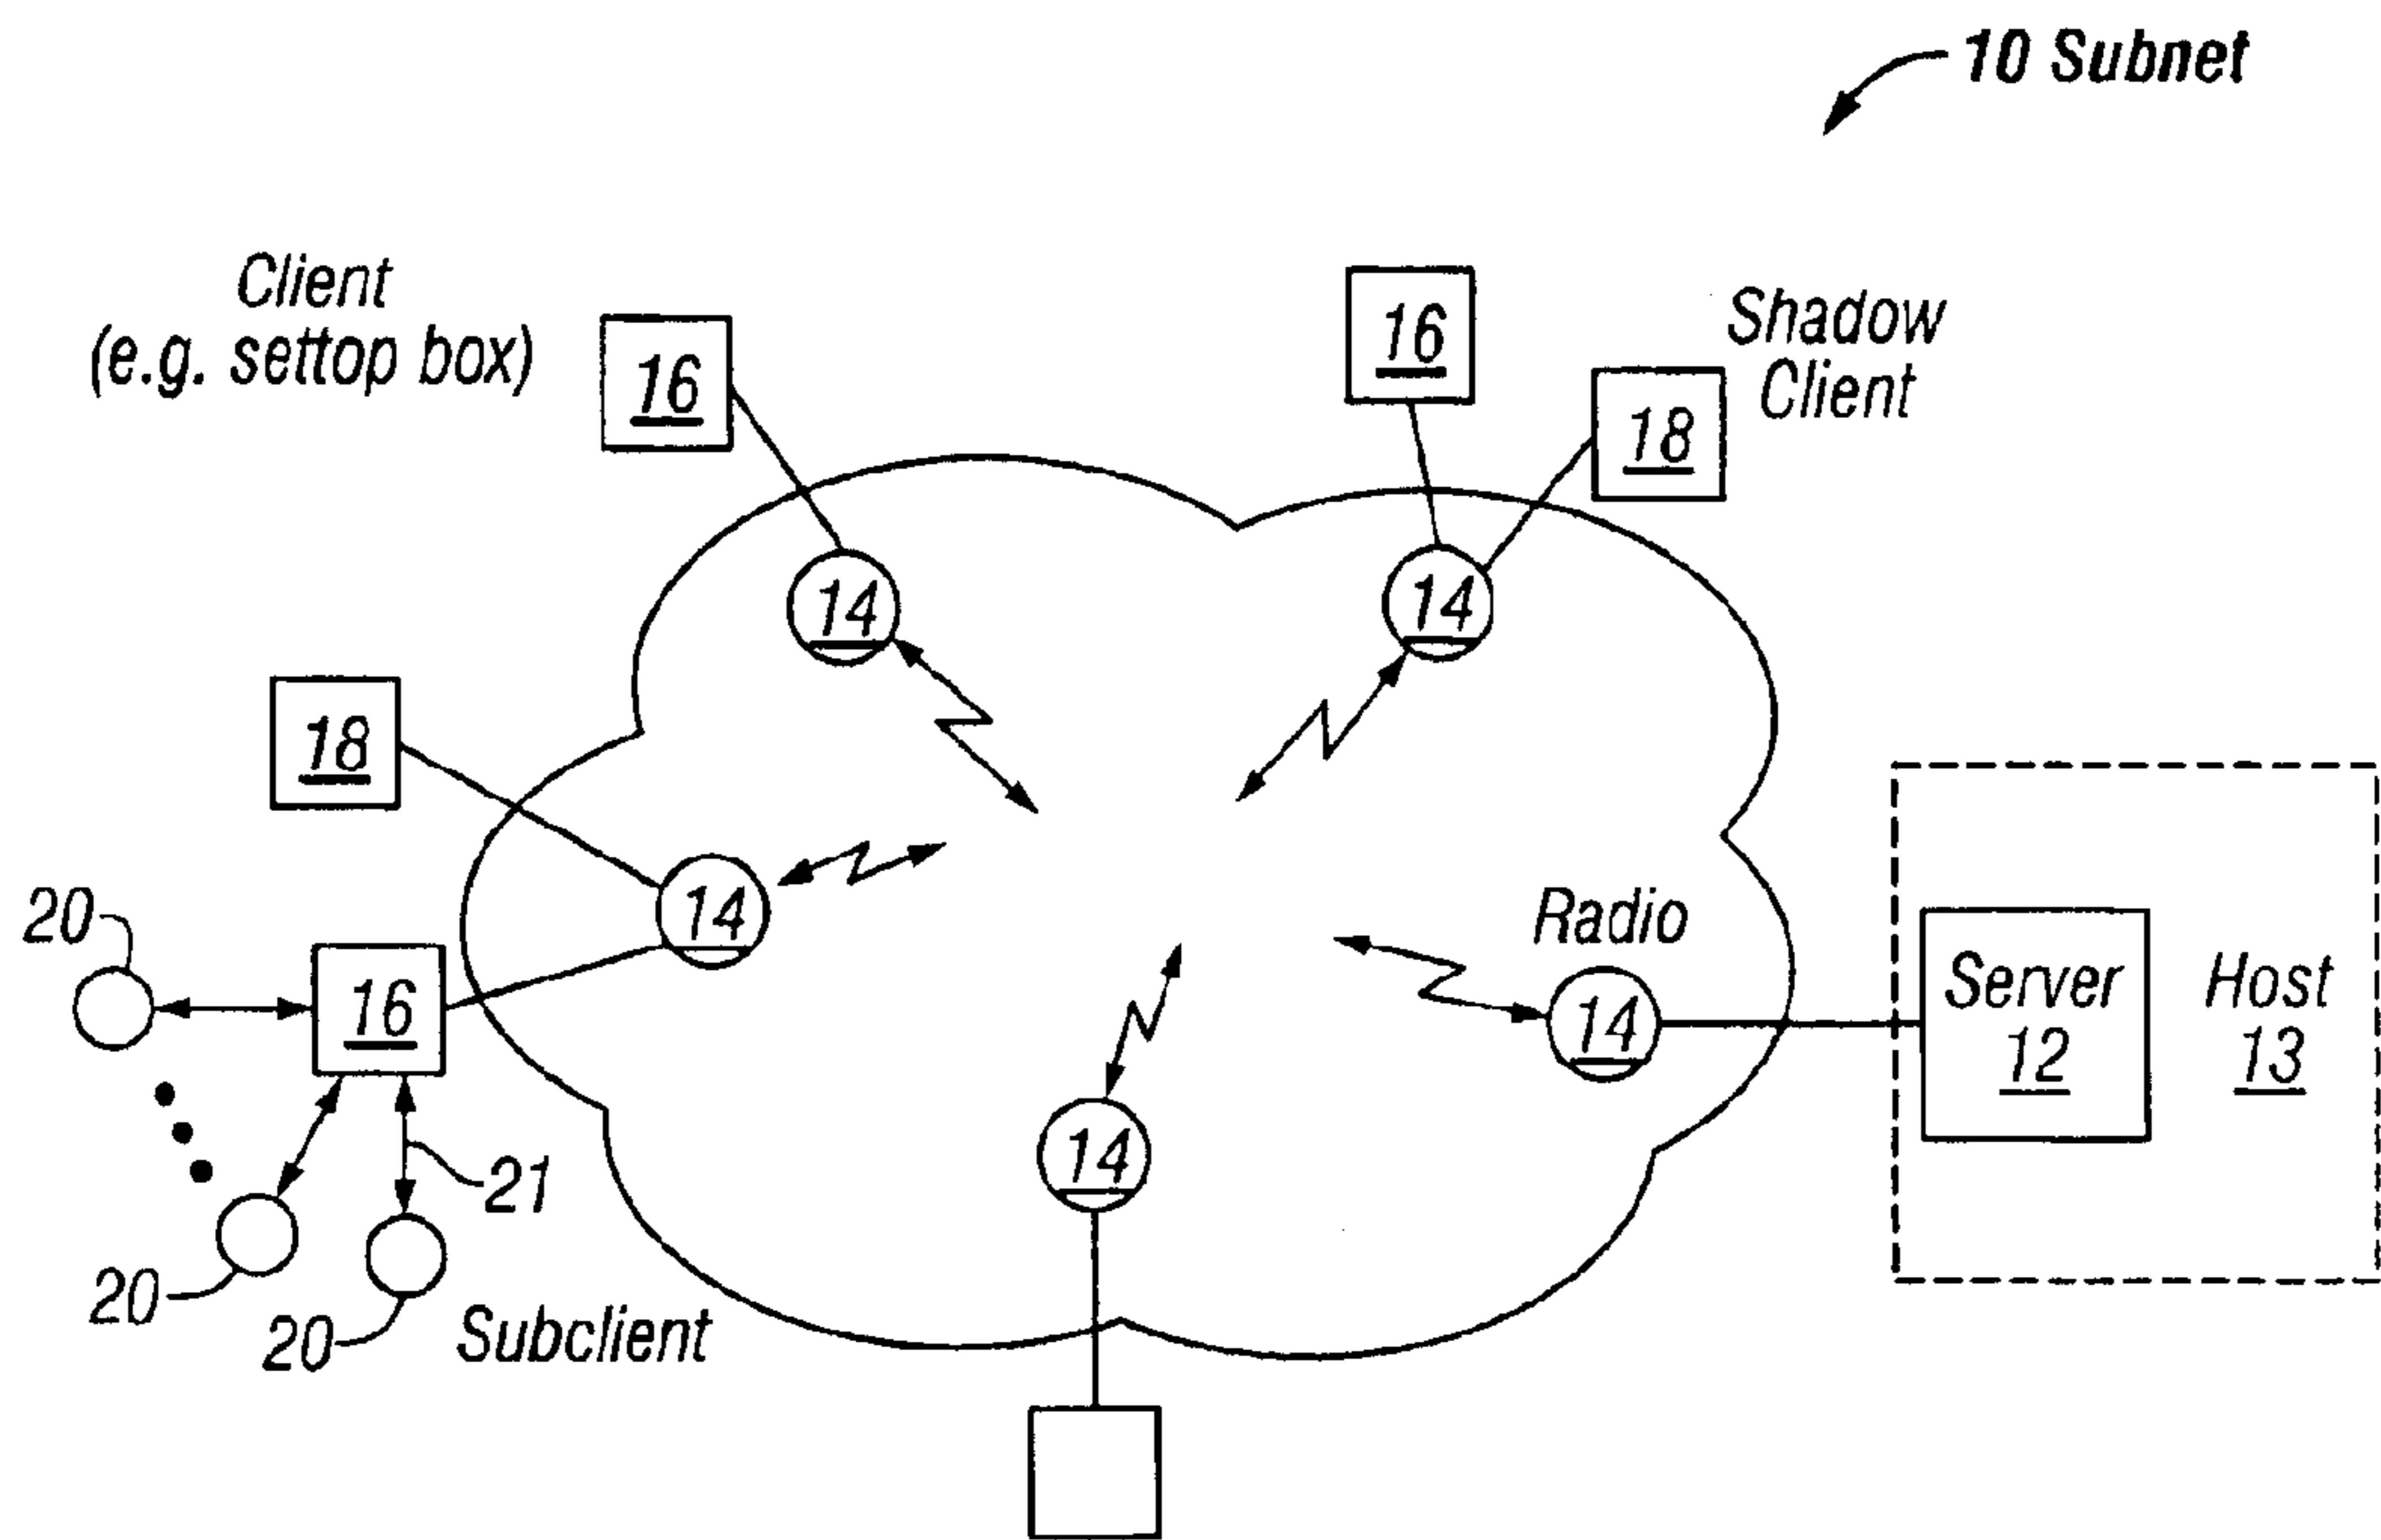 10 Subnet
Client
(e.g. settop box)
16
16
Shadow
Client
18
14
14
18
14
20
16
Radio
14
Server
12
Host
13
14
21
20
20
Subclient